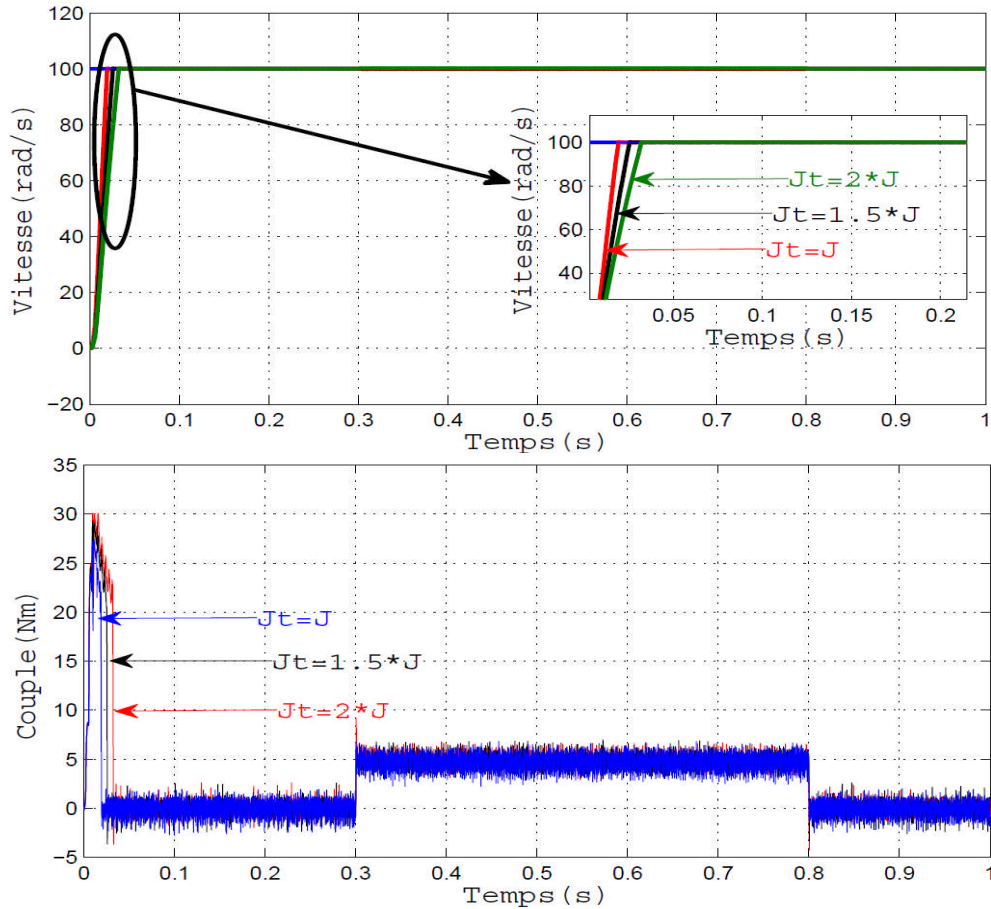 120
100
80
60
40
20
0
−20
Vitesse(rad/s)
0 0.1 0.2 0.3 0.4 0.5 0.6 0.7 0.8 0.9 1
Temps(s)
100
80
60
40
Vitesse(rad/s)
Jt=2*J
Jt=1.5*J
Jt=J
0.05 0.1 0.15 0.2
Temps(s)
35
30
25
20
15
10
5
0
−5
Couple(Nm)
Jt=J
Jt=1.5*J
Jt=2*J
0 0.1 0.2 0.3 0.4 0.5 0.6 0.7 0.8 0.9 1
Temps(s)